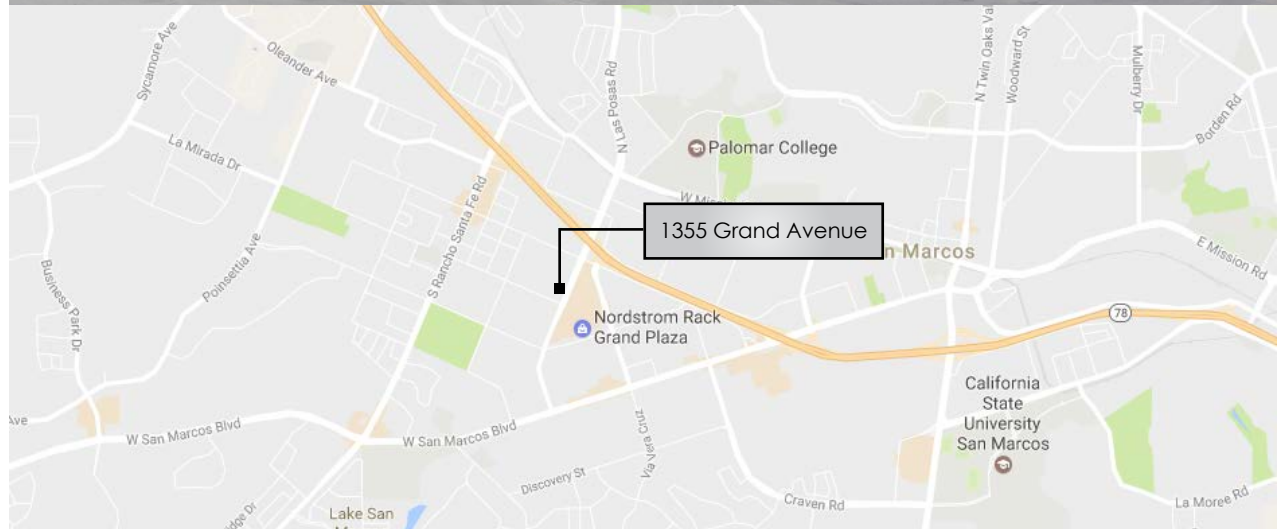 Sycamore Ave
Oleander Ave
La Mirada Dr
N Las Posas Rd
N Twin Oaks Val
Woodward St
Mulberry Dr
Borden Rd
Palomar College
W Mis
1355 Grand Avenue
n Marcos
E Mission Rd
S Rancho Santa Fe Rd
Poinsettia Ave
Business Park Dr
Nordstrom Rack
Grand Plaza
78
California
State
University
San Marcos
Ave
W San Marcos Blvd
W San Marcos Blvd
Via Vera Cruz
Discovery St
Craven Rd
La Moree Rd
Lake San